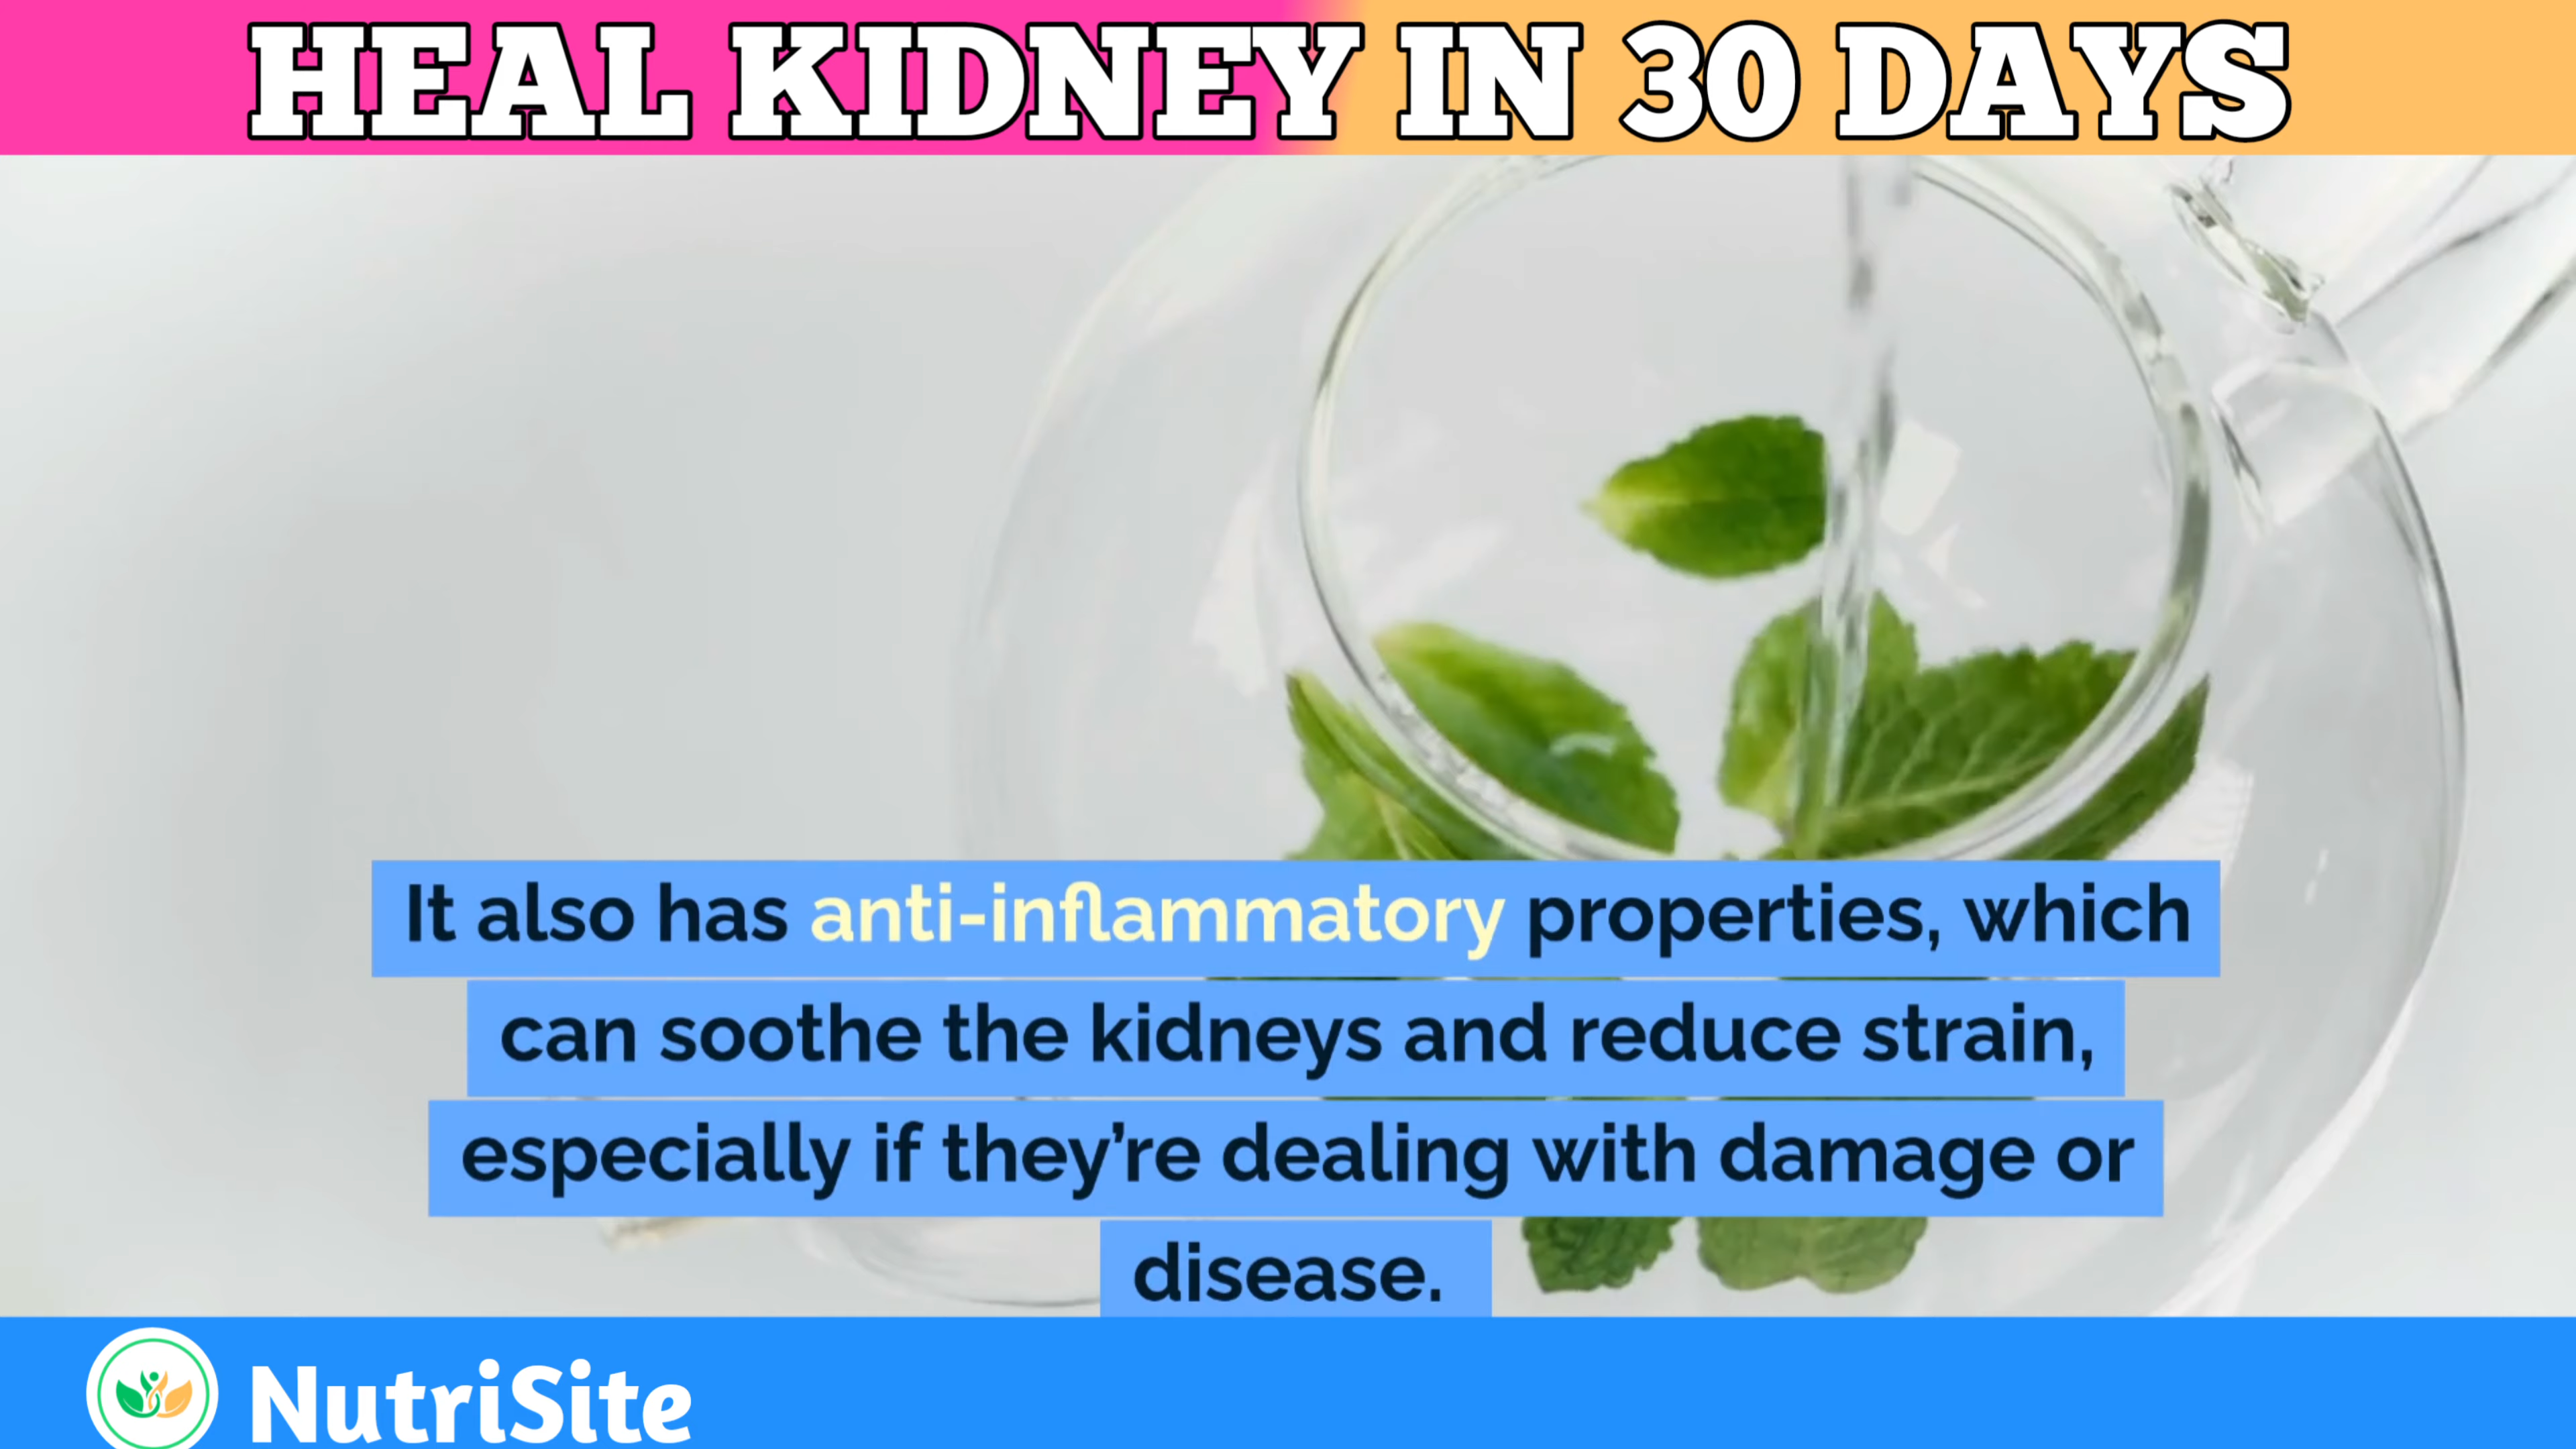 HEAL KIDNEY IN 30 DAYS
It also has anti-inflammatory properties, which
can soothe the kidneys and reduce strain,
especially if they’re dealing with damage or
disease.
NutriSite